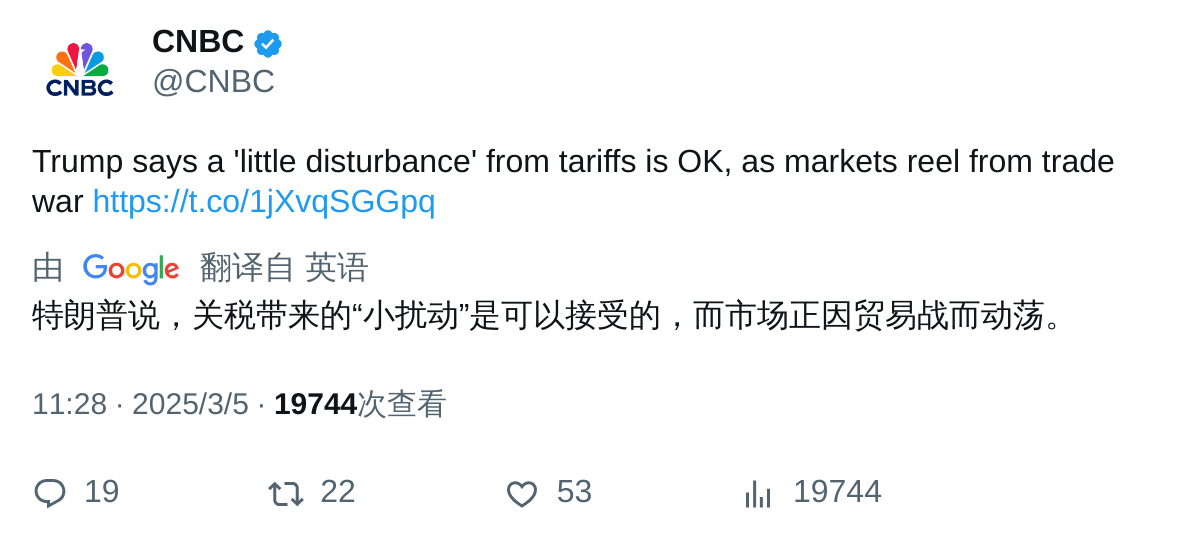 CNBC
CNBC
@CNBC
Trump says a 'little disturbance' from tariffs is OK, as markets reel from trade
war https://t.co/1jXvqSGGpq
由 Google 翻译自 英语
特朗普说，关税带来的“小扰动”是可以接受的，而市场正因贸易战而动荡。
11:28 · 2025/3/5 · 19744次查看
19 22 53 19744